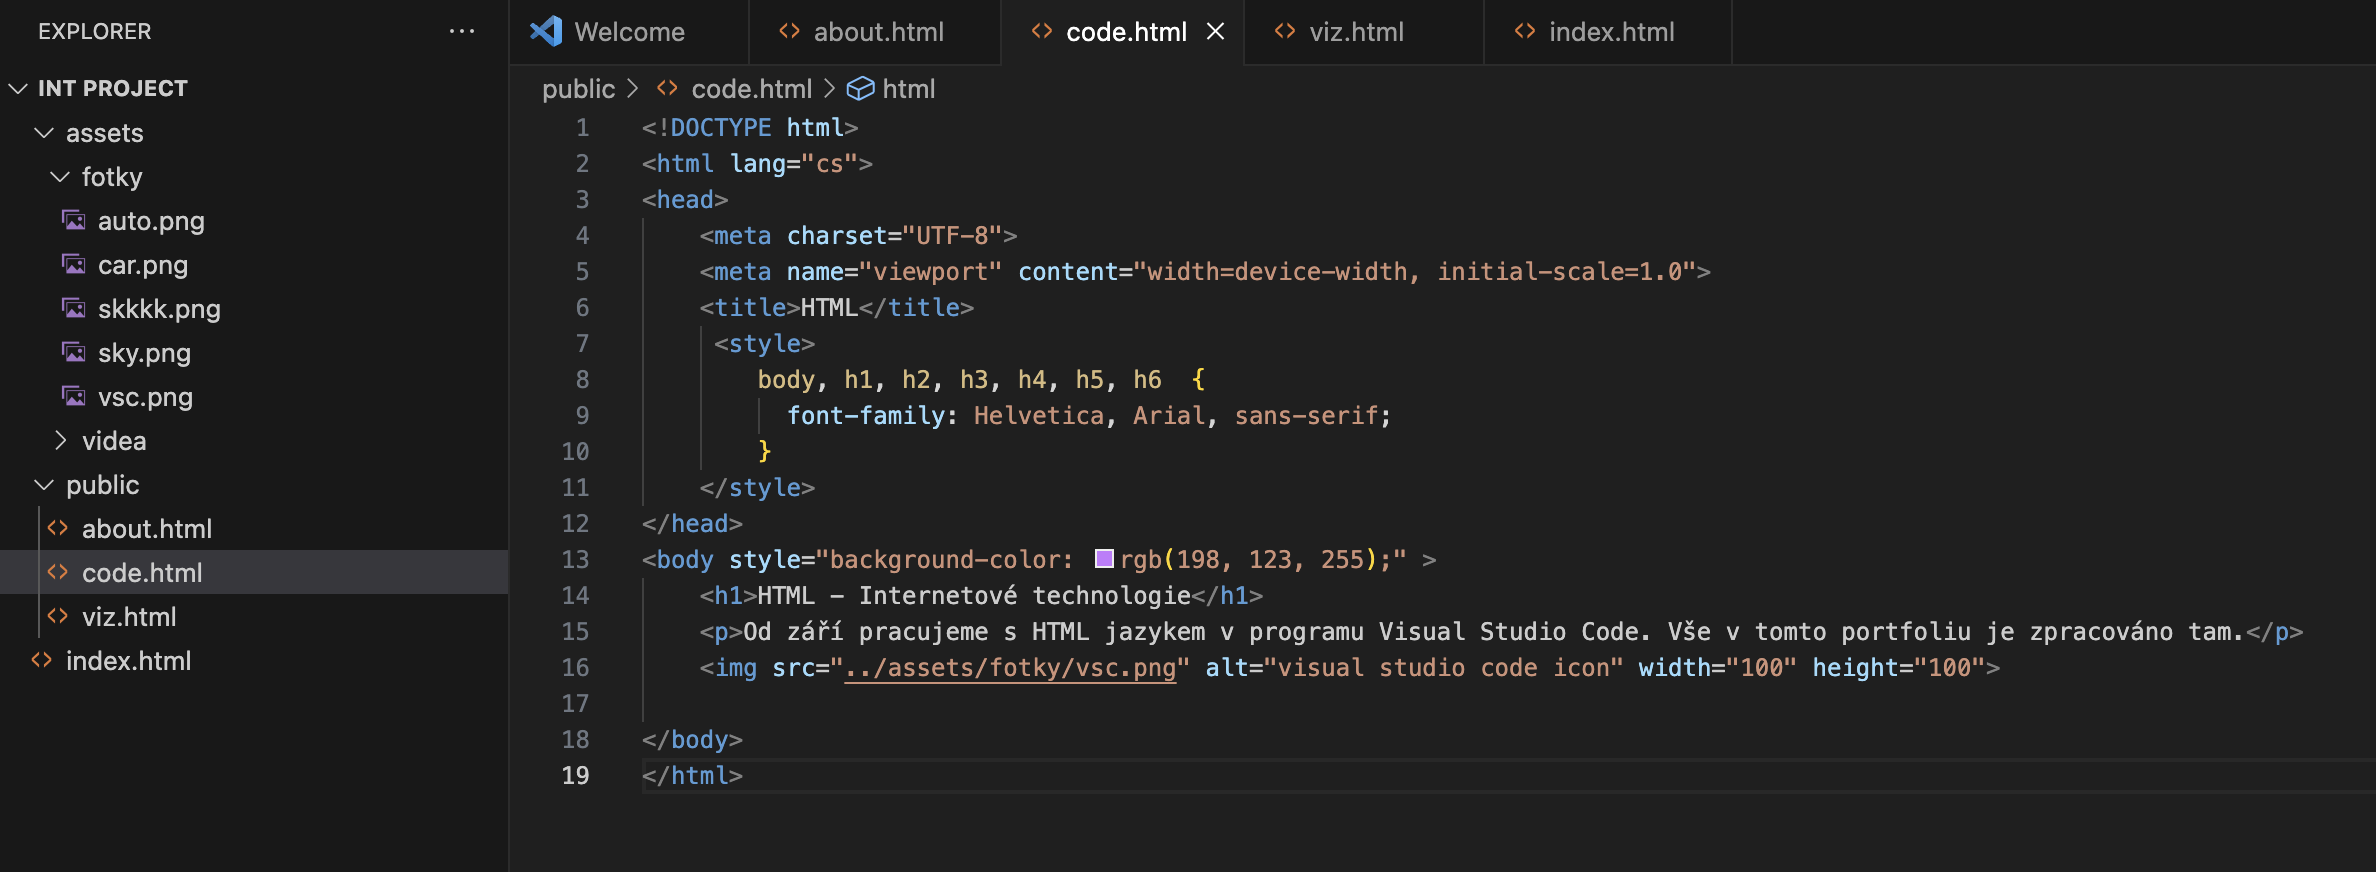 EXPLORER
INT PROJECT
assets
fotky
auto.png
car.png
skkkk.png
sky.png
vsc.png
videa
public
about.html
code.html
viz.html
index.html
Welcome
about.html
code.html
viz.html
index.html
public > code.html > html
1 <!DOCTYPE html>
2 <html lang="cs">
3 <head>
4 <meta charset="UTF-8">
5 <meta name="viewport" content="width=device-width, initial-scale=1.0">
6 <title>HTML</title>
7 <style>
8 body, h1, h2, h3, h4, h5, h6 {
9 font-family: Helvetica, Arial, sans-serif;
10 }
11 </style>
12 </head>
13 <body style="background-color: rgb(198, 123, 255);" >
14 <h1>HTML - Internetové technologie</h1>
15 <p>Od září pracujeme s HTML jazykem v programu Visual Studio Code. Vše v tomto portfoliu je zpracováno tam.</p>
16 <img src="../assets/fotky/vsc.png" alt="visual studio code icon" width="100" height="100">
17
18 </body>
19 </html>